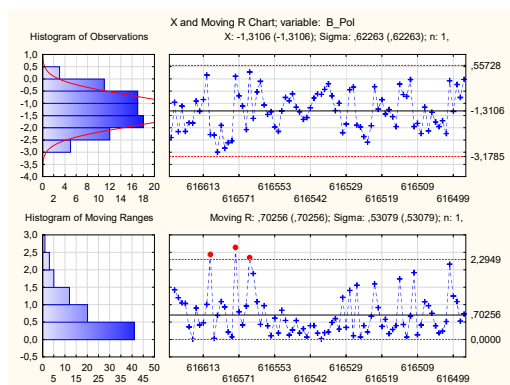 X and Moving R Chart; variable: B_Pol
Histogram of Observations
X: -1,3106 (-1,3106); Sigma: ,62263 (,62263); n: 1,
1,0
0,5
0,0
-0,5
-1,0
-1,5
-2,0
-2,5
-3,0
-3,5
-4,0
0 4 8 12 16 20
2 6 10 14 18
,55728
-1,3106
-3,1785
616613 616553 616529 616509
616571 616542 616519 616499
Histogram of Moving Ranges
Moving R: ,70256 (,70256); Sigma: ,53079 (,53079); n: 1,
3,0
2,5
2,0
1,5
1,0
0,5
0,0
-0,5
0 10 20 30 40 50
5 15 25 35 45
2,2949
,70256
0,0000
616613 616553 616529 616509
616571 616542 616519 616499